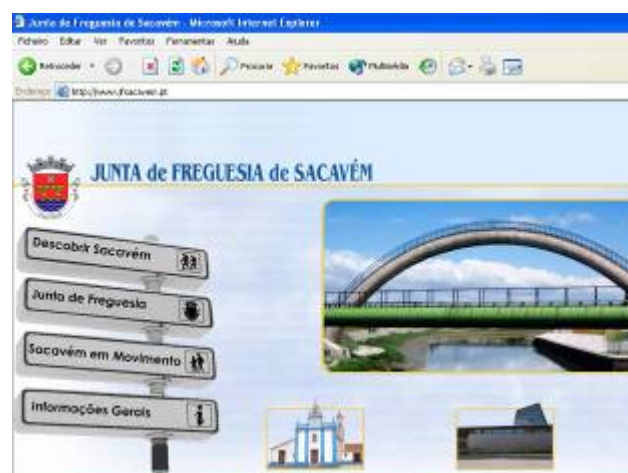 Junta de Freguesia de Sacavém - Microsoft Internet Explorer
Ficheiro Editar Ver Favoritos Ferramentas Ajuda
Retroceder Procurar Favoritos Multimédia
Endereço http://www.jfsacavem.pt
JUNTA de FREGUESIA de SACAVÉM
Descobrir Sacavém
Junta de Freguesia
Sacavém em Movimento
Informações Gerais